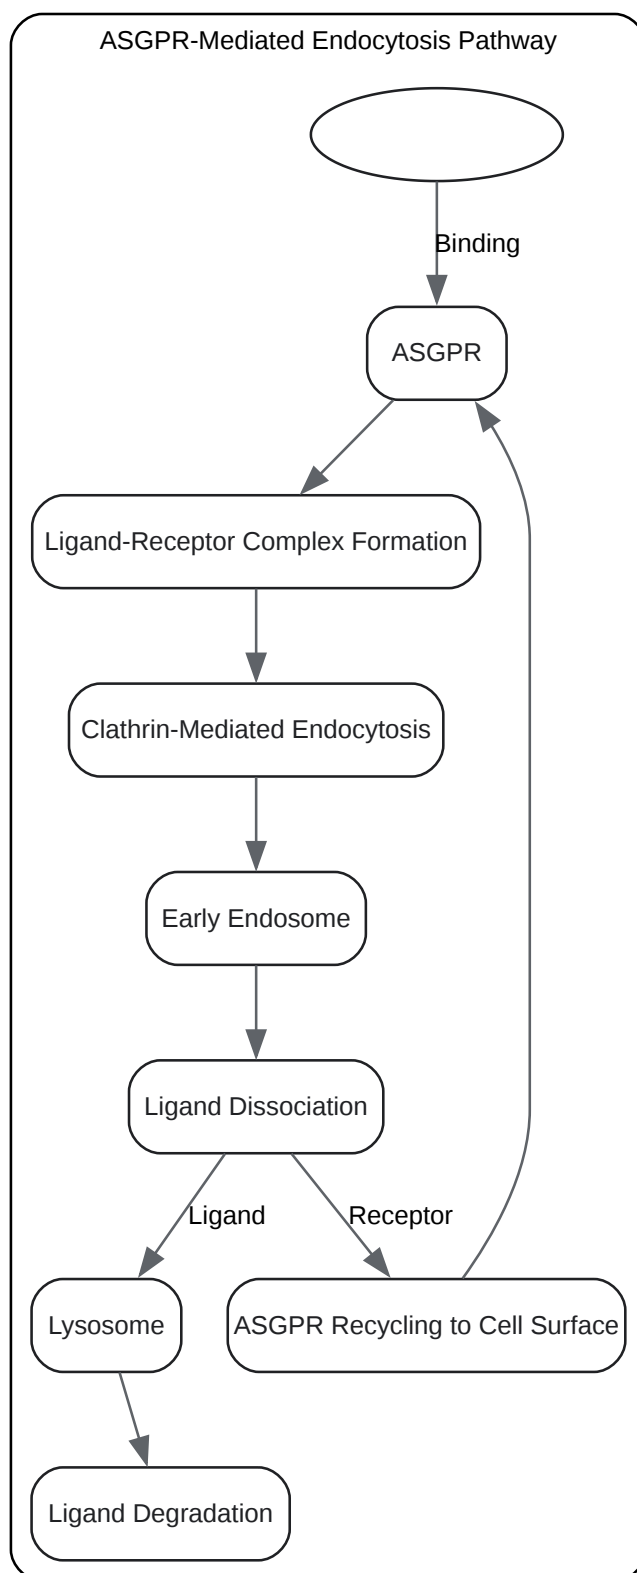 ASGPR-Mediated Endocytosis Pathway
Binding
ASGPR
Ligand-Receptor Complex Formation
Clathrin-Mediated Endocytosis
Early Endosome
Ligand Dissociation
Ligand
Receptor
Lysosome
ASGPR Recycling to Cell Surface
Ligand Degradation